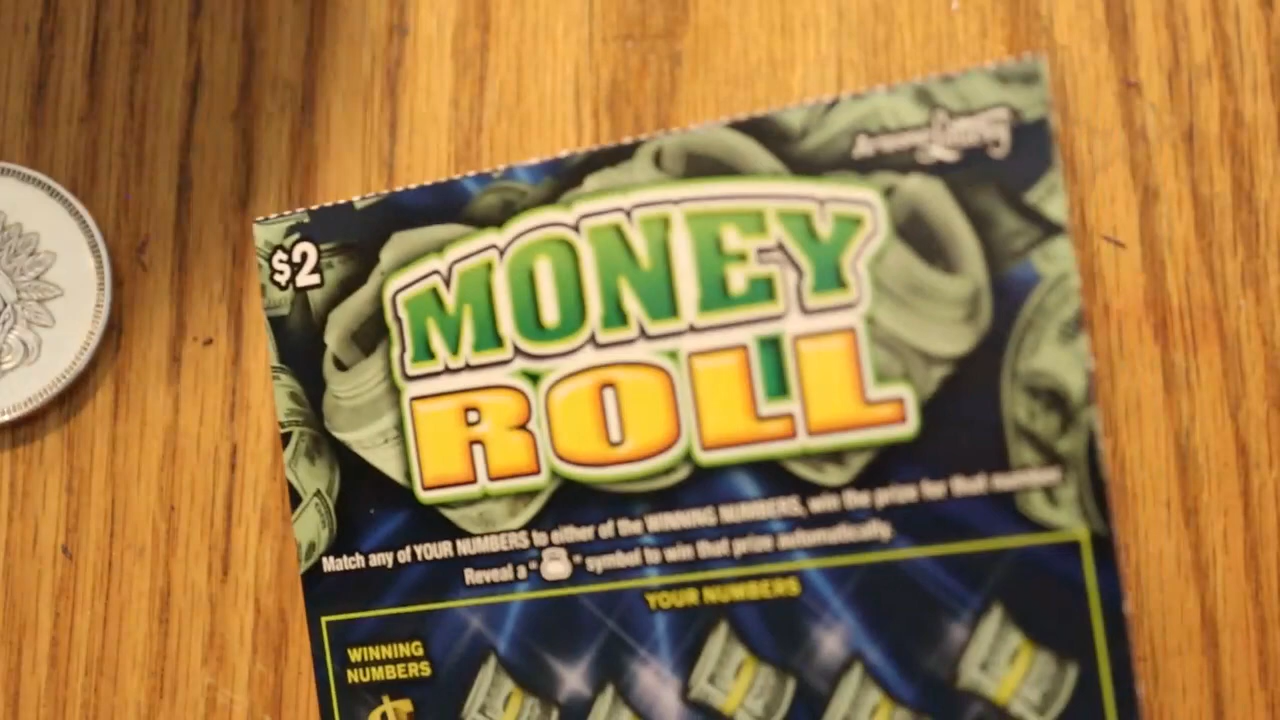 $2
MONEY
ROLL
Match any of YOUR NUMBERS to either of the WINNING NUMBERS, win the prize for that number.
Reveal a " " symbol to win that prize automatically.
YOUR NUMBERS
WINNING
NUMBERS